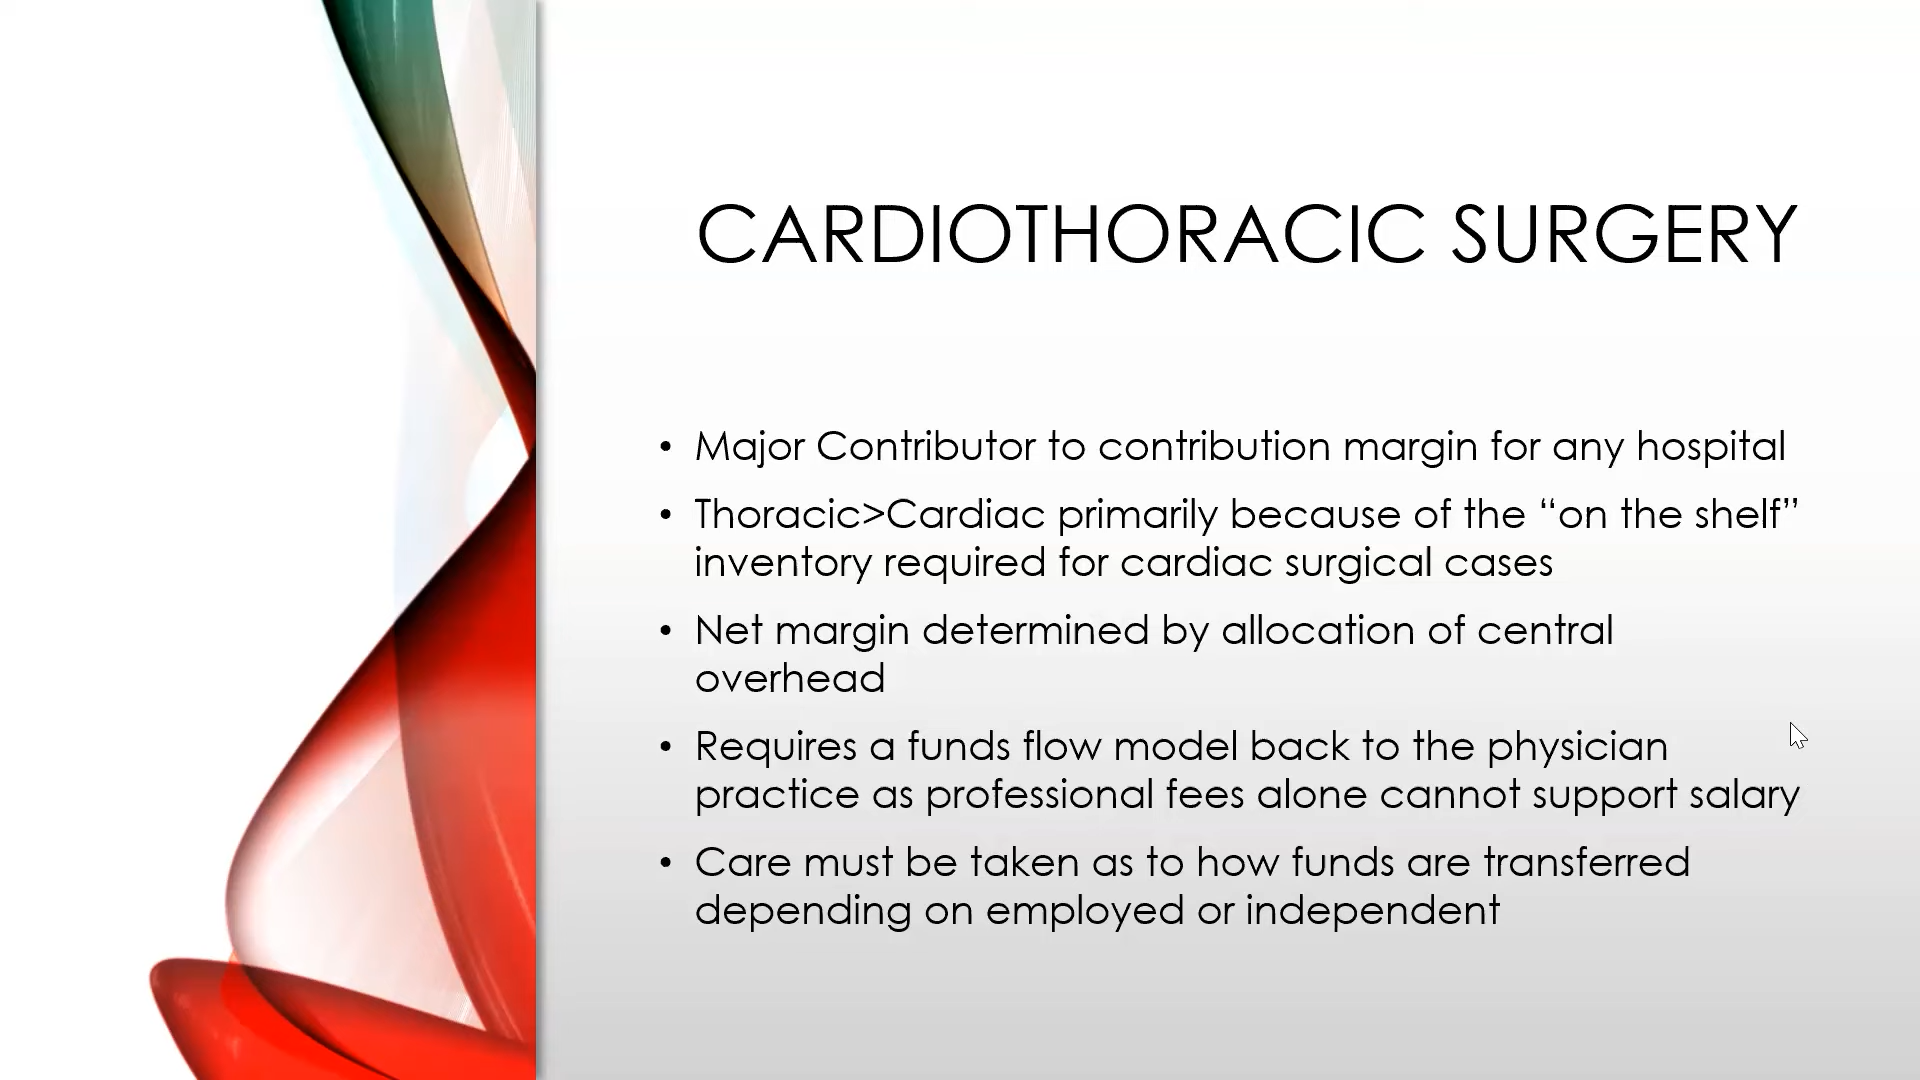 CARDIOTHORACIC SURGERY
• Major Contributor to contribution margin for any hospital
• Thoracic>Cardiac primarily because of the “on the shelf”
inventory required for cardiac surgical cases
• Net margin determined by allocation of central
overhead
• Requires a funds flow model back to the physician
practice as professional fees alone cannot support salary
• Care must be taken as to how funds are transferred
depending on employed or independent